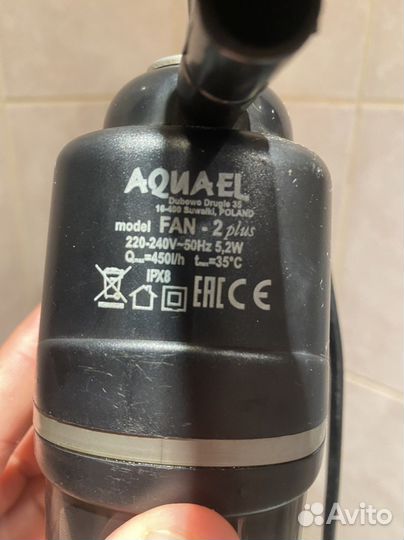 AQUAEL
Dubowo Drugie 35
16-400 Suwałki, POLAND
model FAN - 2 plus
220-240V~50Hz 5,2W
Qmax=450l/h tmax=35°C
IPX8
EAC CE
Avito